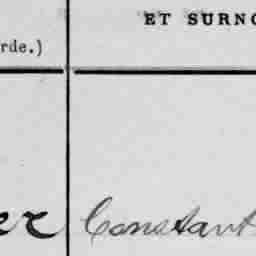 ET SURNO
rde.)
er Constant